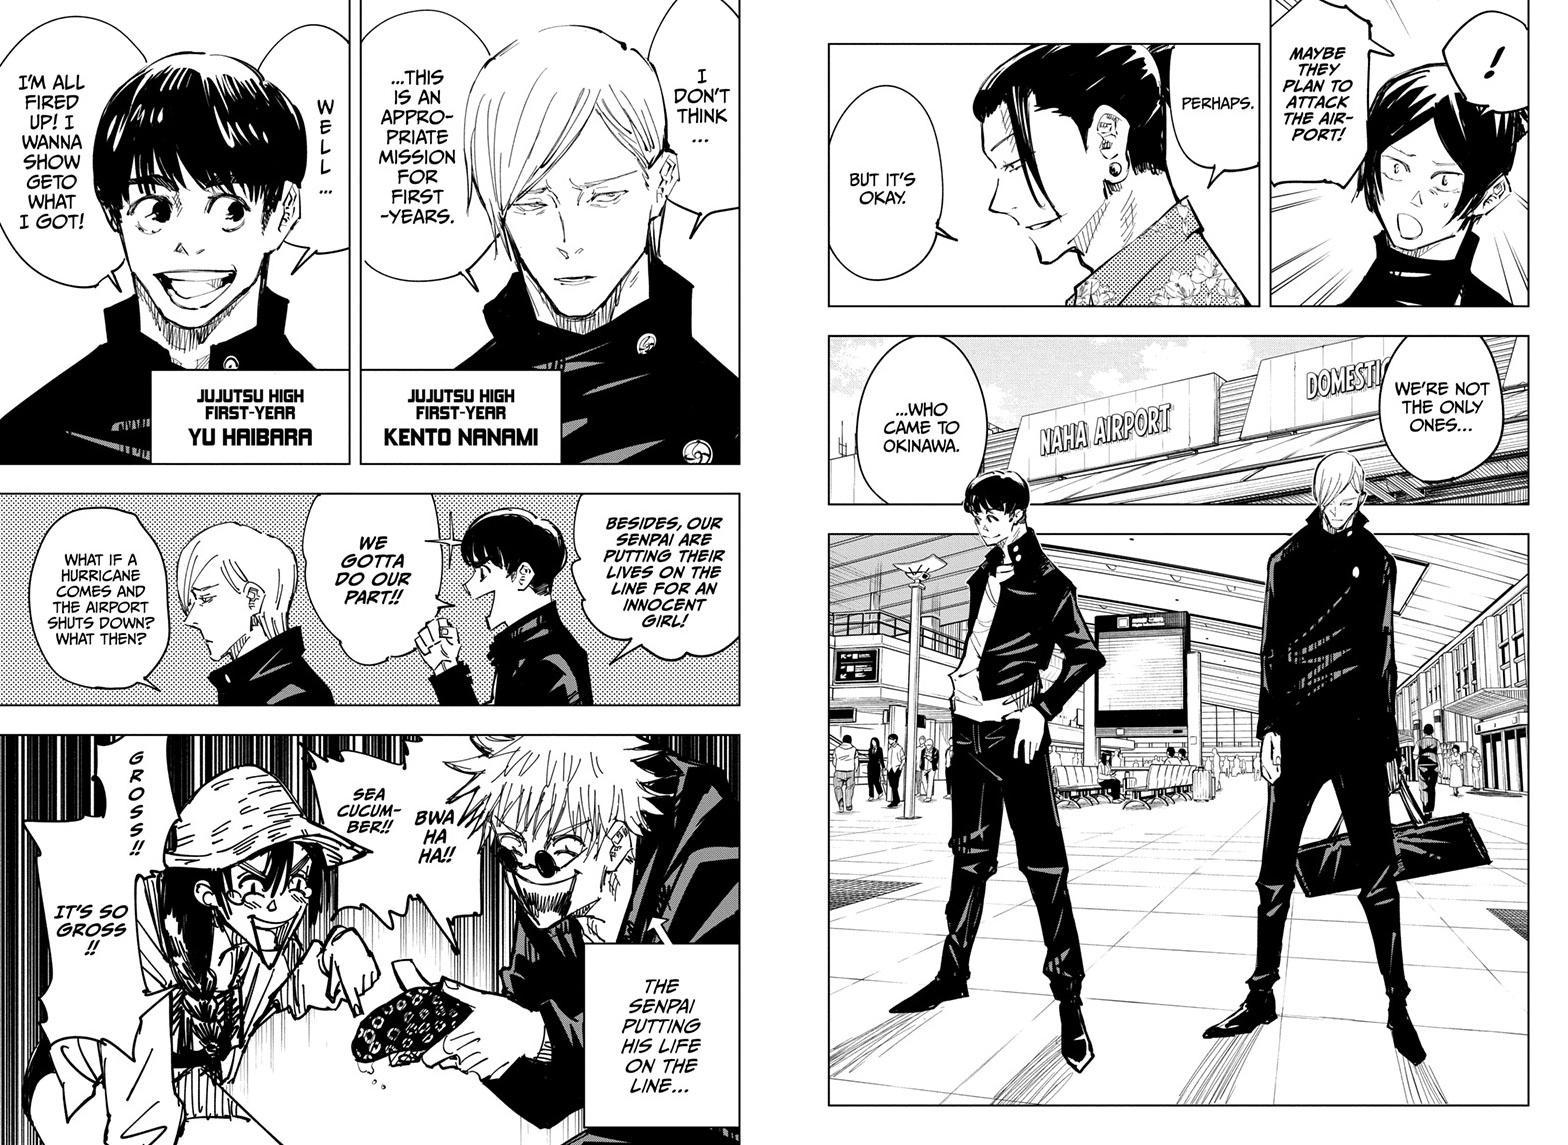 !
MAYBE
THEY
PLAN TO
ATTACK
THE AIR-
PORT!
PERHAPS.
BUT IT'S
OKAY.
WE'RE NOT
THE ONLY
ONES...
DOMESTI
NAHA AIRPORT
...WHO
CAME TO
OKINAWA.
I
DON'T
THINK
...
...THIS
IS AN
APPRO-
PRIATE
MISSION
FOR
FIRST
-YEARS.
JUJUTSU HIGH
FIRST-YEAR
KENTO NANAMI
WELL...
I'M ALL
FIRED
UP! I
WANNA
SHOW
GETO
WHAT
I GOT!
JUJUTSU HIGH
FIRST-YEAR
YU HAIBARA
BESIDES, OUR
SENPAI ARE
PUTTING THEIR
LIVES ON THE
LINE FOR AN
INNOCENT
GIRL!
WE
GOTTA
DO OUR
PART!!
WHAT IF A
HURRICANE
COMES AND
THE AIRPORT
SHUTS DOWN?
WHAT THEN?
BWA
HA
HA!!
SEA
CUCUM-
BER!!
GROSS!!
IT'S SO
GROSS
!!
THE
SENPAI
PUTTING
HIS LIFE
ON THE
LINE...